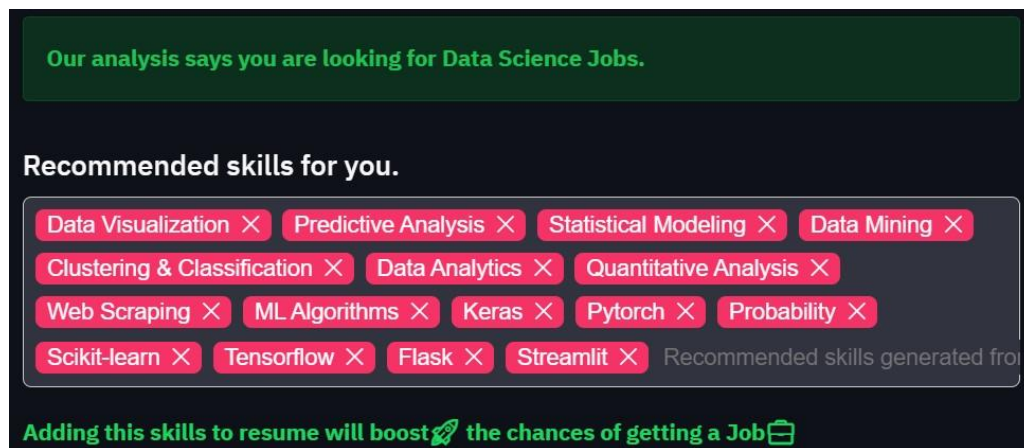 Our analysis says you are looking for Data Science Jobs.
Recommended skills for you.
Data Visualization × Predictive Analysis × Statistical Modeling × Data Mining ×
Clustering & Classification × Data Analytics × Quantitative Analysis ×
Web Scraping × ML Algorithms × Keras × Pytorch × Probability ×
Scikit-learn × Tensorflow × Flask × Streamlit × Recommended skills generated
Adding this skills to resume will boost🚀 the chances of getting a Job💼